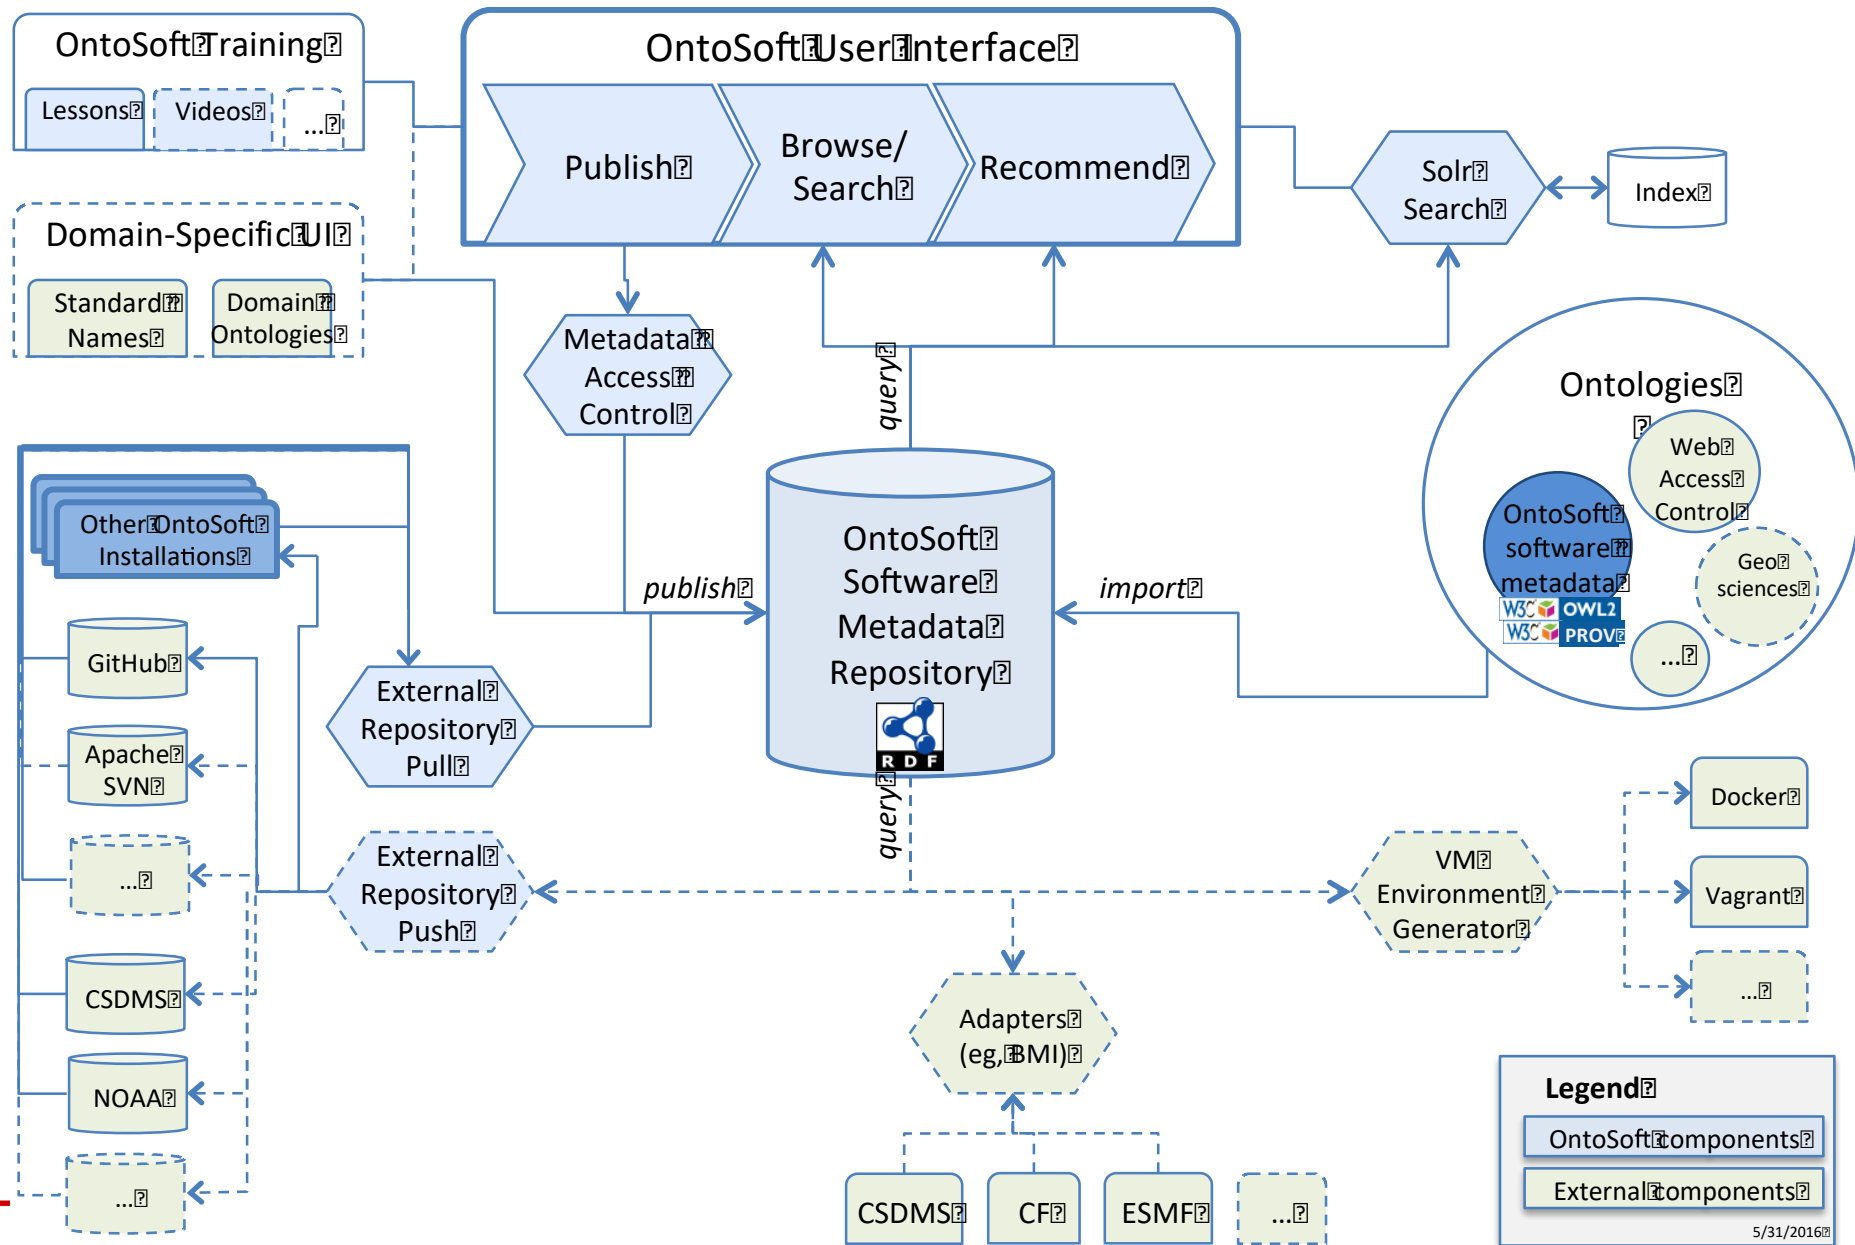 OntoSoft Training
Lessons
Videos
...
OntoSoft User Interface
Publish
Browse/
Search
Recommend
Solr
Search
Index
Domain-Specific UI
Standard
Names
Domain
Ontologies
Metadata
Access
Control
query
Ontologies
Web
Access
Control
OntoSoft
software
metadata
W3C OWL2
W3C PROV
Geo
sciences
...
Other OntoSoft
Installations
OntoSoft
Software
Metadata
Repository
RDF
publish
import
GitHub
Apache
SVN
...
CSDMS
NOAA
...
External
Repository
Pull
External
Repository
Push
query
VM
Environment
Generator
Docker
Vagrant
...
Adapters
(eg, BMI)
CSDMS
CF
ESMF
...
Legend
OntoSoft components
External components
5/31/2016